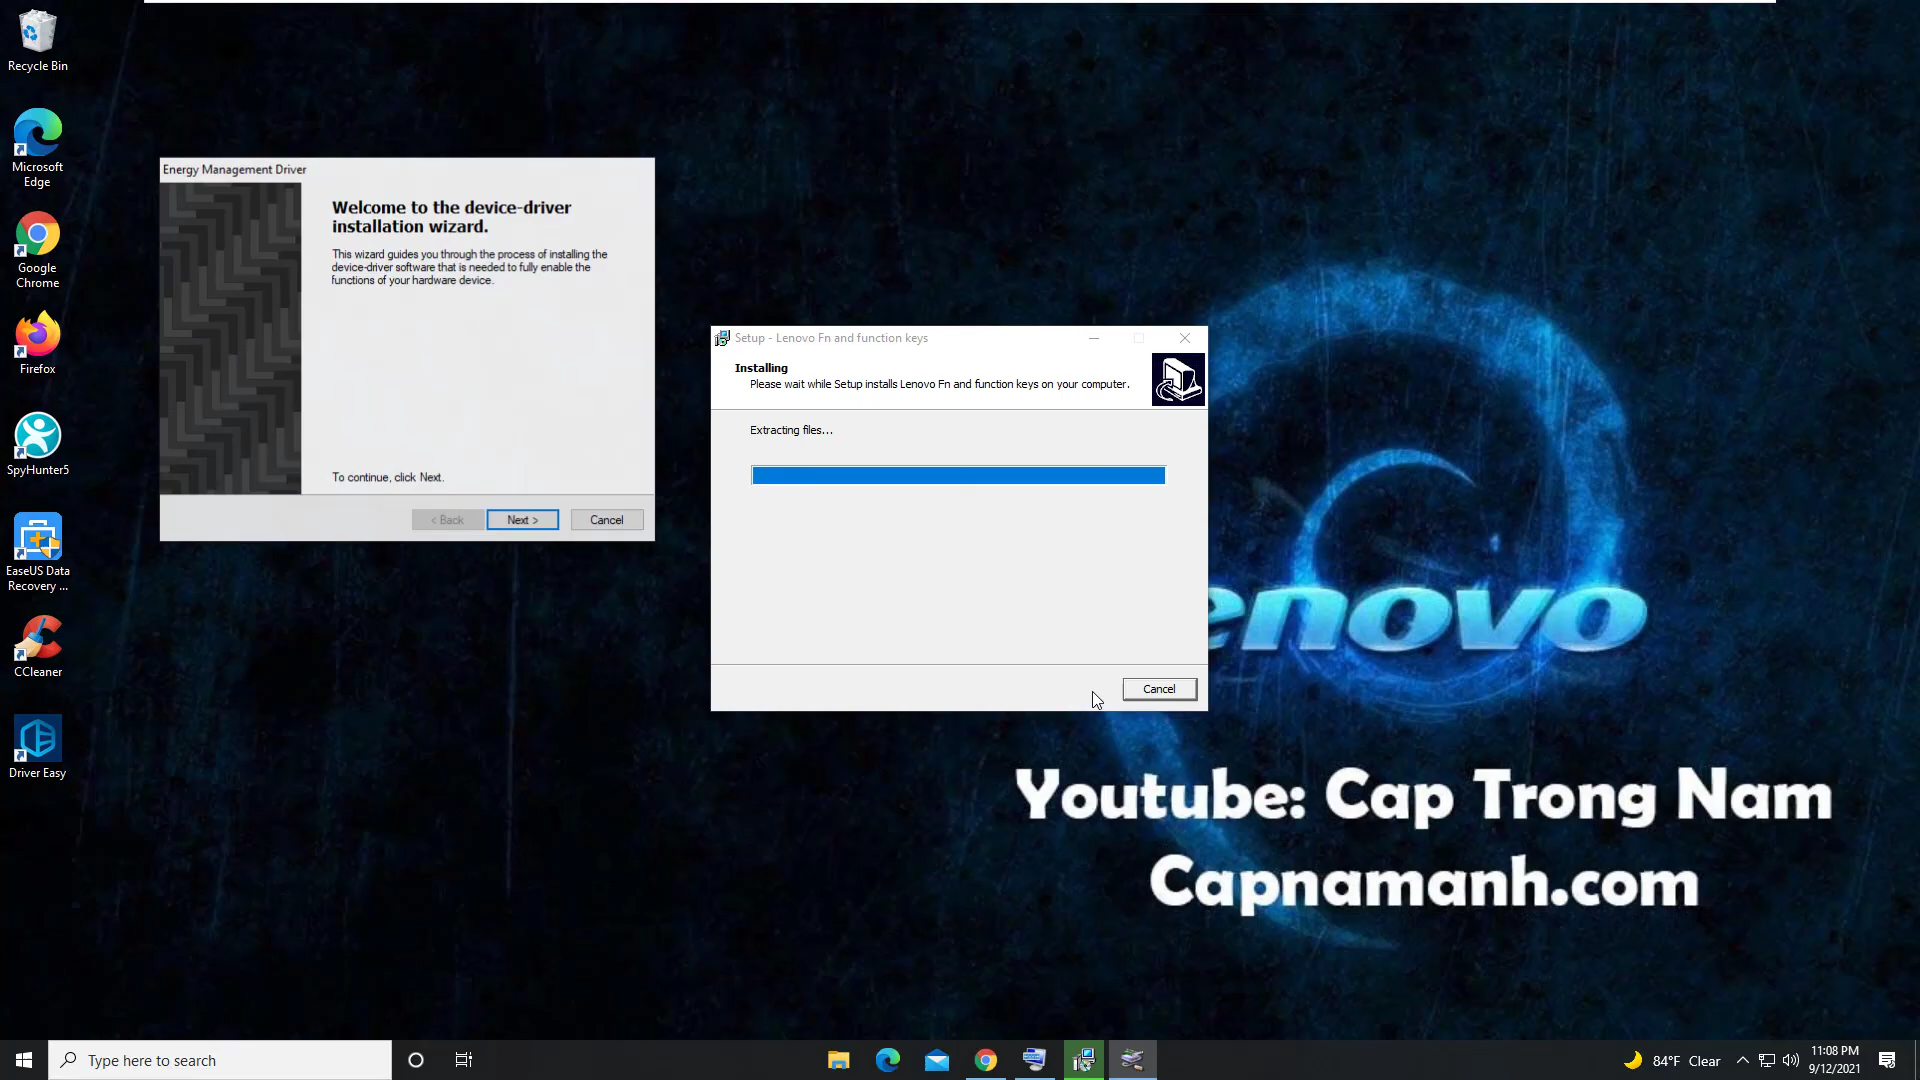 Recycle Bin
Microsoft
Edge
Google
Chrome
Firefox
SpyHunter5
EaseUS Data
Recovery ...
CCleaner
Driver Easy
Energy Management Driver
Welcome to the device-driver
installation wizard.
This wizard guides you through the process of installing the
device-driver software that is needed to fully enable the
functions of your hardware device.
To continue, click Next.
< Back
Next >
Cancel
Setup - Lenovo Fn and function keys
Installing
Please wait while Setup installs Lenovo Fn and function keys on your computer.
Extracting files...
Cancel
enovo
Youtube: Cap Trong Nam
Capnamanh.com
Type here to search
84°F Clear
11:08 PM
9/12/2021